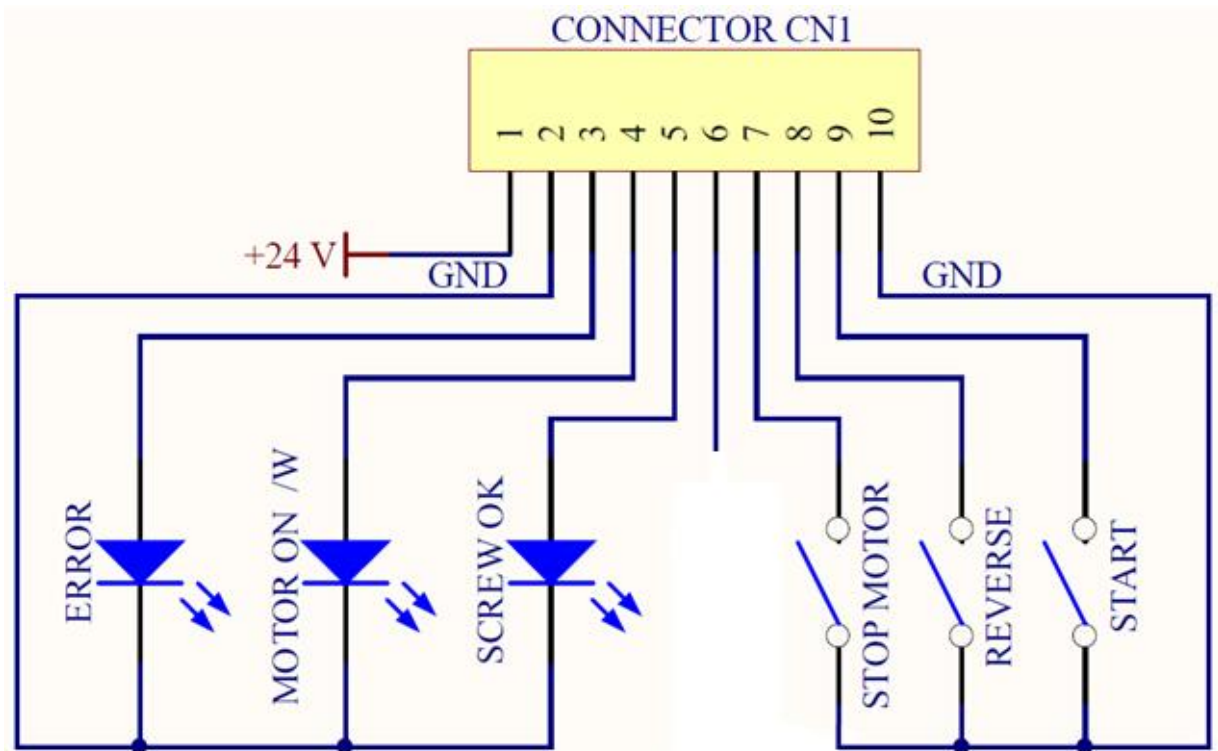 CONNECTOR CN1
1 2 3 4 5 6 7 8 9 10
+24 V
GND
GND
ERROR
MOTOR ON /W
SCREW OK
STOP MOTOR
REVERSE
START